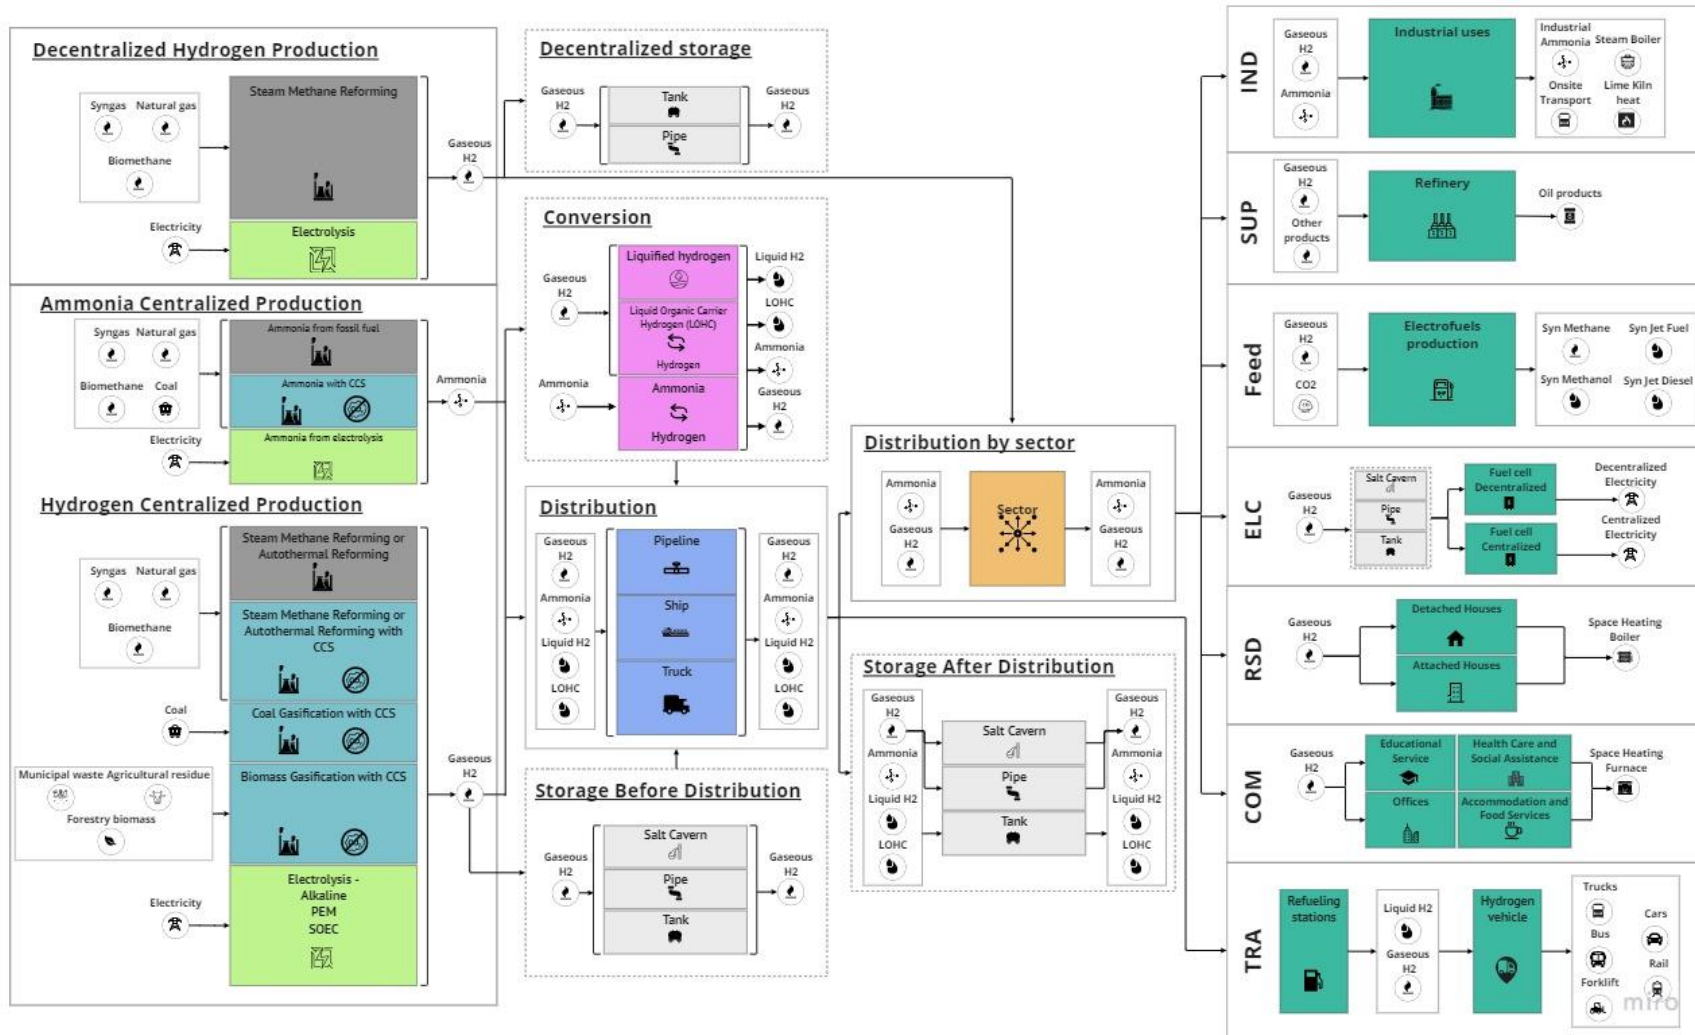 Decentralized Hydrogen Production
Syngas Natural gas
Biomethane
Electricity
Steam Methane Reforming
Electrolysis
Gaseous
H2
Ammonia Centralized Production
Syngas Natural gas
Biomethane Coal
Electricity
Ammonia from fossil fuel
Ammonia with CCS
Ammonia from electrolysis
Ammonia
Hydrogen Centralized Production
Syngas Natural gas
Biomethane
Coal
Municipal waste Agricultural residue
Forestry biomass
Electricity
Steam Methane Reforming or
Autothermal Reforming
Steam Methane Reforming or
Autothermal Reforming with
CCS
Coal Gasification with CCS
Biomass Gasification with CCS
Electrolysis -
Alkaline
PEM
SOEC
Gaseous
H2
Decentralized storage
Gaseous
H2
Tank
Pipe
Gaseous
H2
Conversion
Gaseous
H2
Ammonia
Liquified hydrogen
Liquid Organic Carrier
Hydrogen (LOHC)
Hydrogen
Ammonia
Hydrogen
Liquid H2
LOHC
Ammonia
Gaseous
H2
Distribution
Gaseous
H2
Ammonia
Liquid H2
LOHC
Pipeline
Ship
Truck
Gaseous
H2
Ammonia
Liquid H2
LOHC
Storage Before Distribution
Gaseous
H2
Salt Cavern
Pipe
Tank
Gaseous
H2
Distribution by sector
Ammonia
Gaseous
H2
Sector
Ammonia
Gaseous
H2
Storage After Distribution
Gaseous
H2
Ammonia
Liquid H2
LOHC
Salt Cavern
Pipe
Tank
Gaseous
H2
Ammonia
Liquid H2
LOHC
IND
Gaseous
H2
Ammonia
Industrial uses
Industrial
Ammonia
Steam Boiler
Onsite
Transport
Lime Kiln
heat
SUP
Gaseous
H2
Other
products
Refinery
Oil products
Feed
Gaseous
H2
CO2
Electrofuels
production
Syn Methane Syn Jet Fuel
Syn Methanol Syn Jet Diesel
ELC
Gaseous
H2
Salt Cavern
Pipe
Tank
Fuel cell
Decentralized
Fuel cell
Centralized
Decentralized
Electricity
Centralized
Electricity
RSD
Gaseous
H2
Detached Houses
Attached Houses
Space Heating
Boiler
COM
Gaseous
H2
Educational
Service
Health Care and
Social Assistance
Offices
Accommodation and
Food Services
Space Heating
Furnace
TRA
Refueling
stations
Liquid H2
Gaseous
H2
Hydrogen
vehicle
Trucks
Cars
Bus
Rail
Forklift
miro